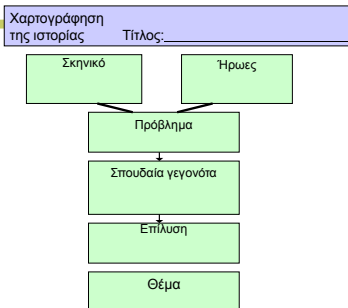 Χαρτογράφηση
της ιστορίας Τίτλος:
Σκηνικό
Ήρωες
Πρόβλημα
Σπουδαία γεγονότα
Επίλυση
Θέμα